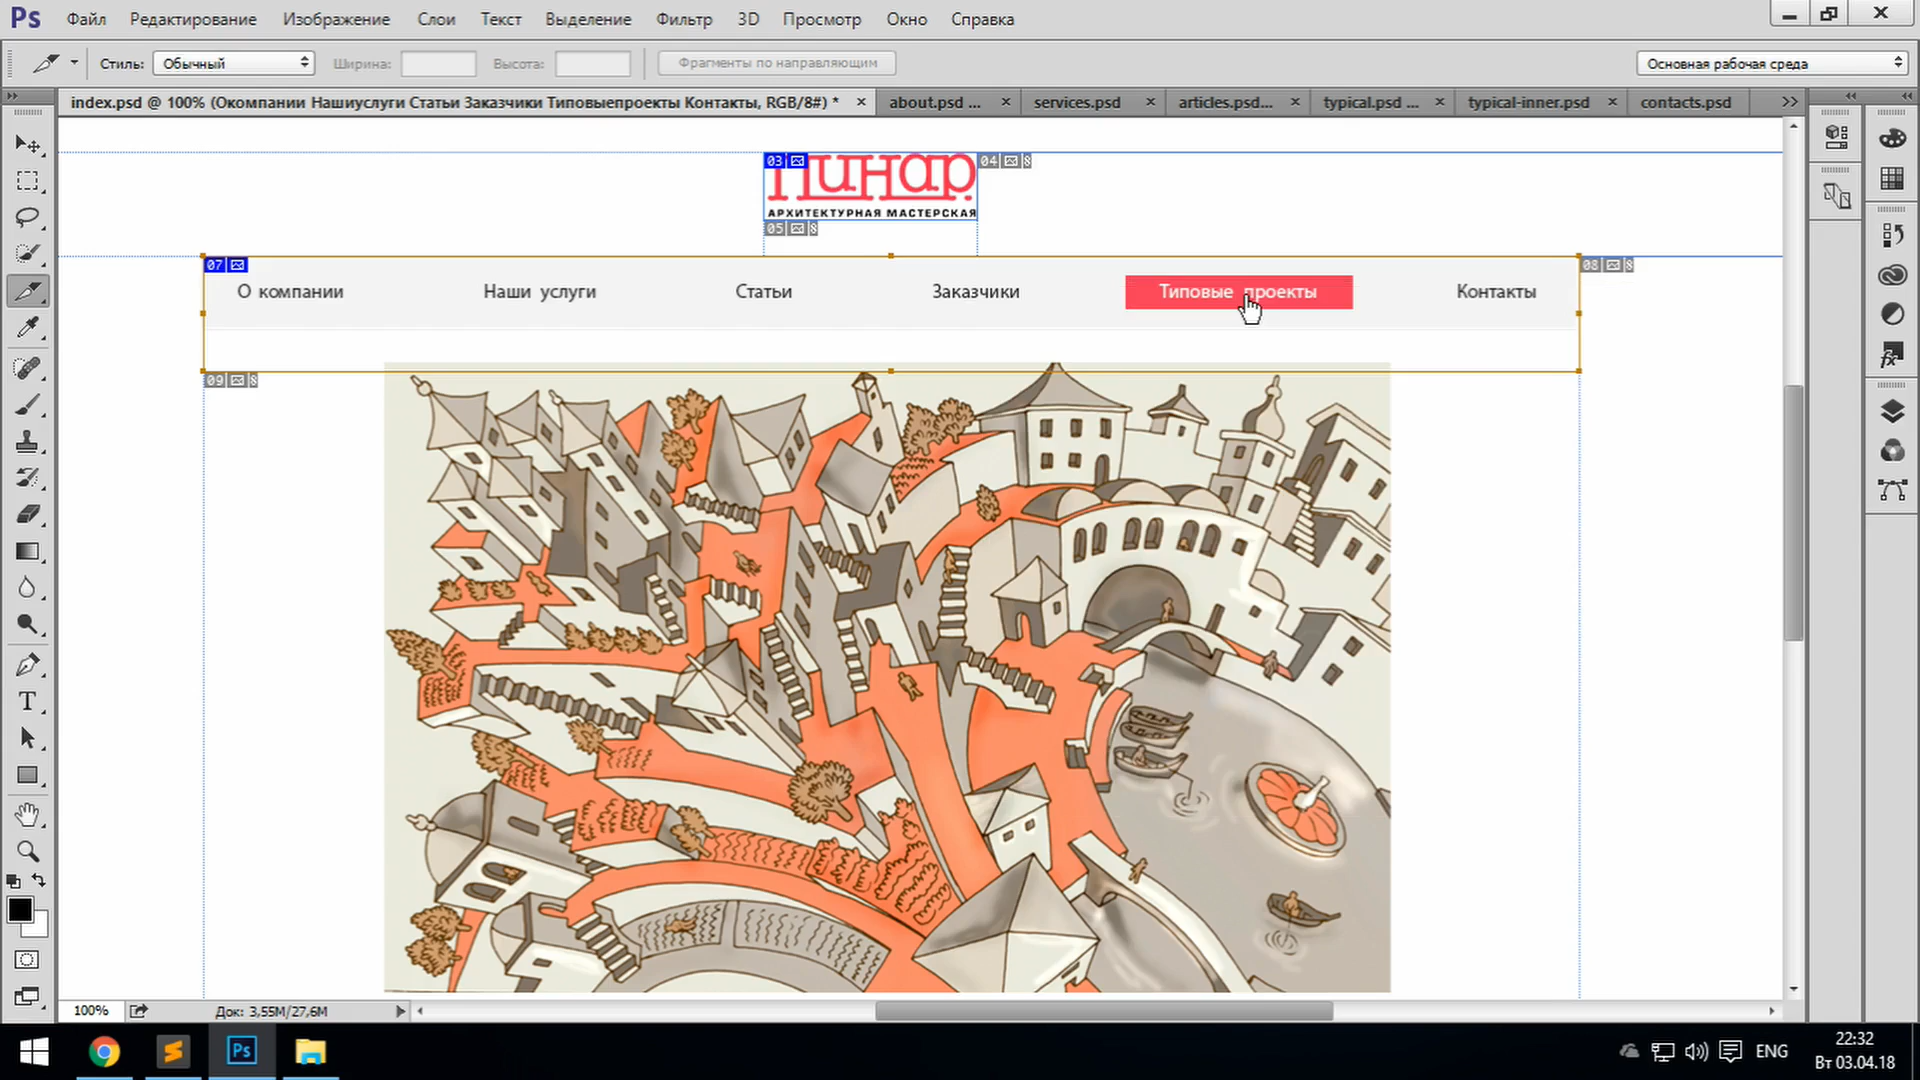 Ps Файл Редактирование Изображение Слои Текст Выделение Фильтр 3D Просмотр Окно Справка
Стиль: Обычный Ширина: Высота: Фрагменты по направляющим Основная рабочая среда
index.psd @ 100% (Окомпании Нашиуслуги Статьи Заказчики Типовыепроекты Контакты, RGB/8#) * about.psd ... services.psd articles.psd... typical.psd ... typical-inner.psd contacts.psd
03 Пинар 04
АРХИТЕКТУРНАЯ МАСТЕРСКАЯ
05
07 08
О компании Наши услуги Статьи Заказчики Типовые проекты Контакты
09
100% Док: 3,55M/27,6M
Ps ENG 22:32
Вт 03.04.18